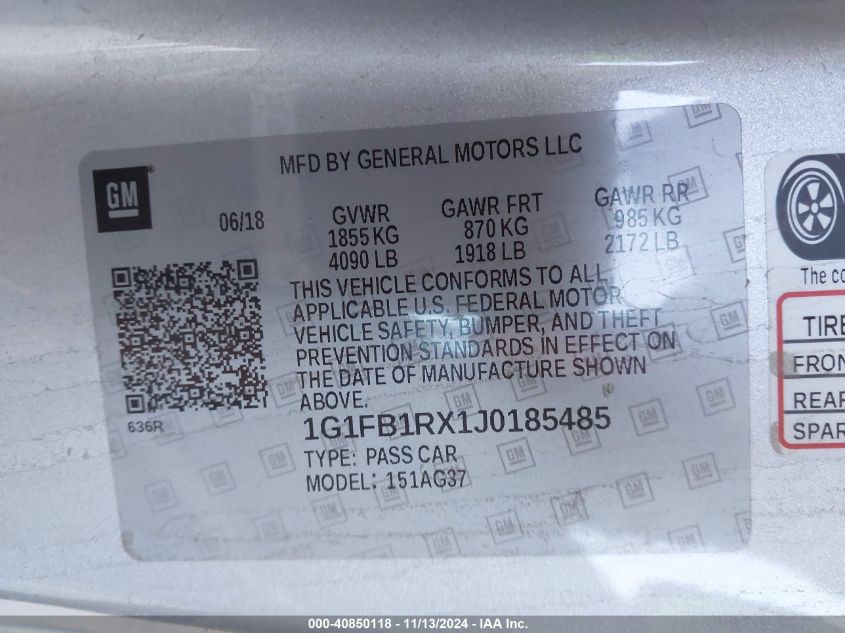 MFD BY GENERAL MOTORS LLC
GM
06/18
GVWR GAWR FRT GAWR RR
1855 KG 870 KG 985 KG
4090 LB 1918 LB 2172 LB
THIS VEHICLE CONFORMS TO ALL
APPLICABLE U.S. FEDERAL MOTOR
VEHICLE SAFETY, BUMPER, AND THEFT
PREVENTION STANDARDS IN EFFECT ON
THE DATE OF MANUFACTURE SHOWN
ABOVE.
636R
1G1FB1RX1J0185485
TYPE: PASS CAR
MODEL: 151AG37
The co
TIRE
FRON
REAR
SPAR
000-40850118 - 11/13/2024 - IAA Inc.